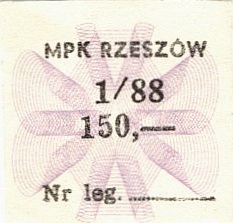 MPK RZESZÓW
1/88
150,—
Nr leg. ..................